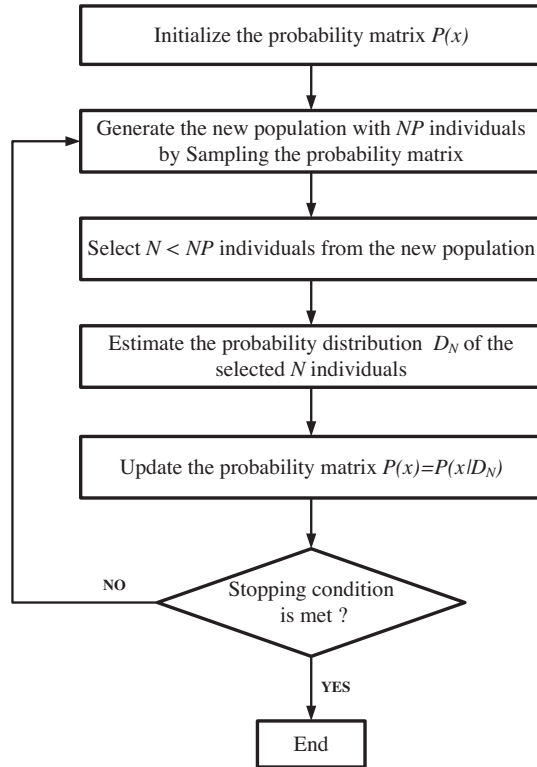 Initialize the probability matrix P(x)
Generate the new population with NP individuals
by Sampling the probability matrix
Select N < NP individuals from the new population
Estimate the probability distribution D_N of the
selected N individuals
Update the probability matrix P(x)=P(x|D_N)
Stopping condition
is met ?
NO
YES
End